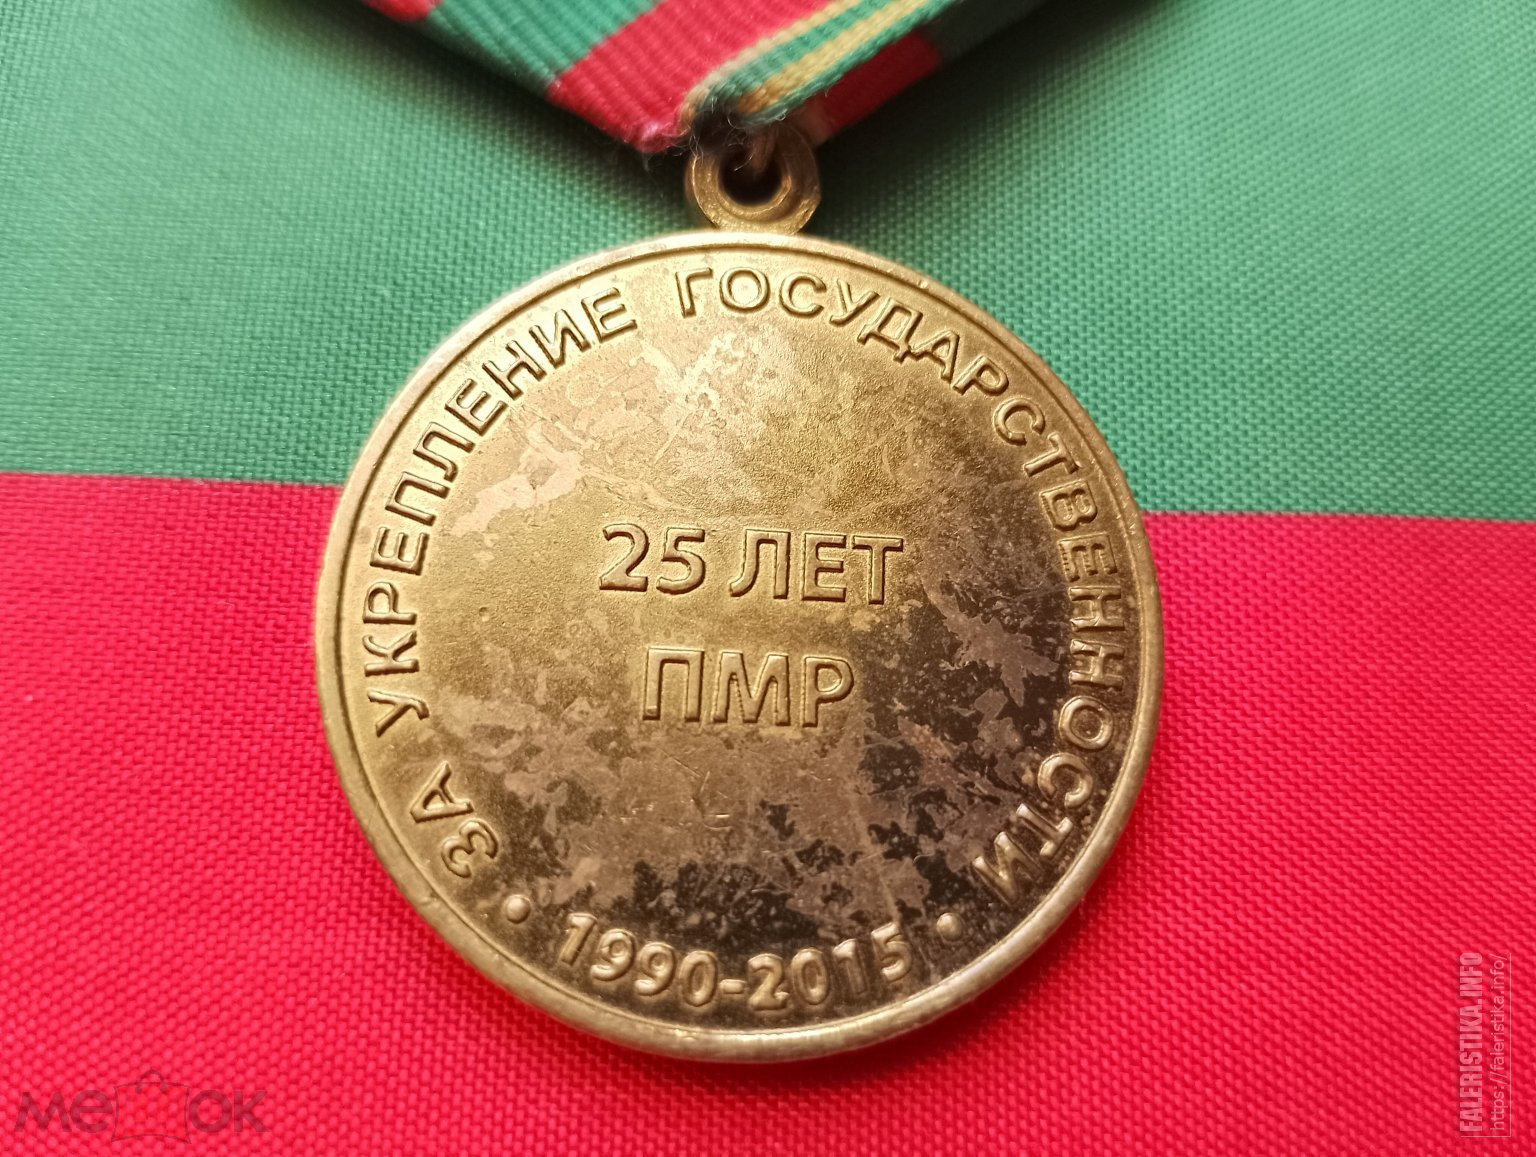 ЗА УКРЕПЛЕНИЕ ГОСУДАРСТВЕННОСТИ
25 ЛЕТ
ПМР
• 1990-2015 •
мешок
FALERISTIKA.INFO
https://faleristika.info/